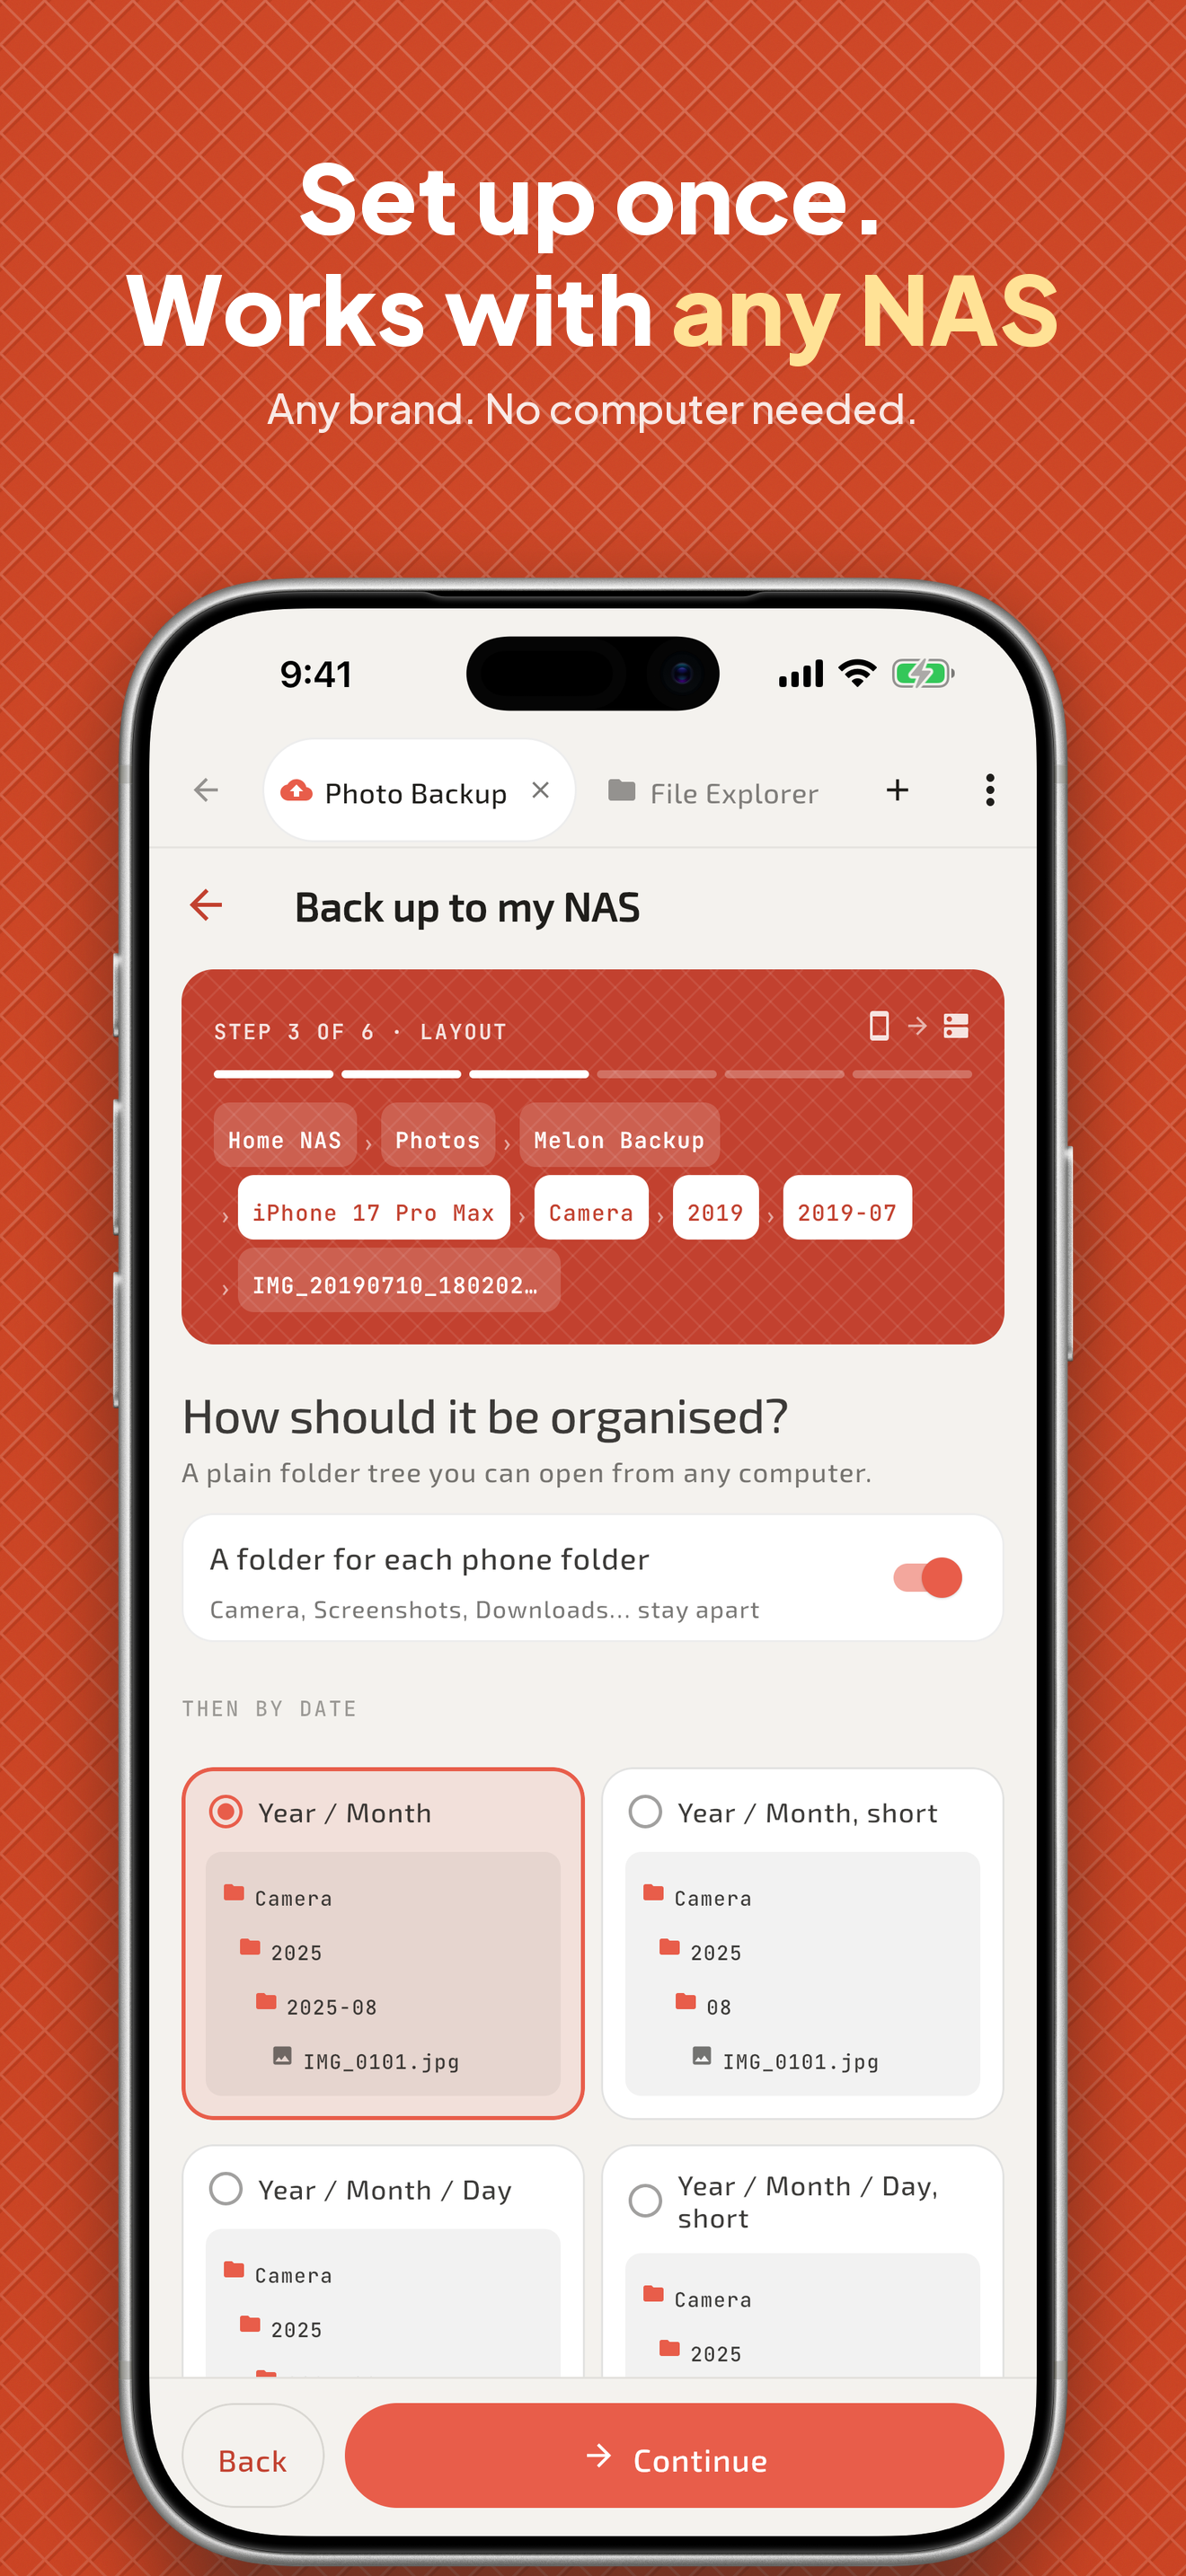 Set up once.
Works with any NAS
Any brand. No computer needed.
9:41
Photo Backup
File Explorer
Back up to my NAS
STEP 3 OF 6 · LAYOUT
Home NAS › Photos › Melon Backup
› iPhone 17 Pro Max › Camera › 2019 › 2019-07
› IMG_20190710_180202…
How should it be organised?
A plain folder tree you can open from any computer.
A folder for each phone folder
Camera, Screenshots, Downloads... stay apart
THEN BY DATE
Year / Month
Camera
2025
2025-08
IMG_0101.jpg
Year / Month, short
Camera
2025
08
IMG_0101.jpg
Year / Month / Day
Camera
2025
Year / Month / Day,
short
Camera
2025
Back
Continue